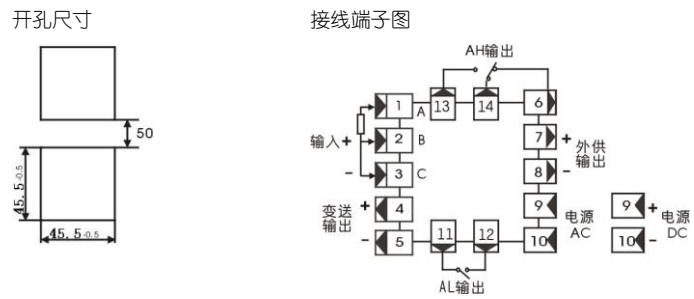 开孔尺寸
接线端子图
50
45.5-0.5
45.5-0.5
AH输出
13
14
1
A
2
B
3
C
4
5
输入
+
-
变送
输出
+
-
11
12
AL输出
6
7
8
9
10
+
-
外供
输出
电源
AC
9
10
+
-
电源
DC